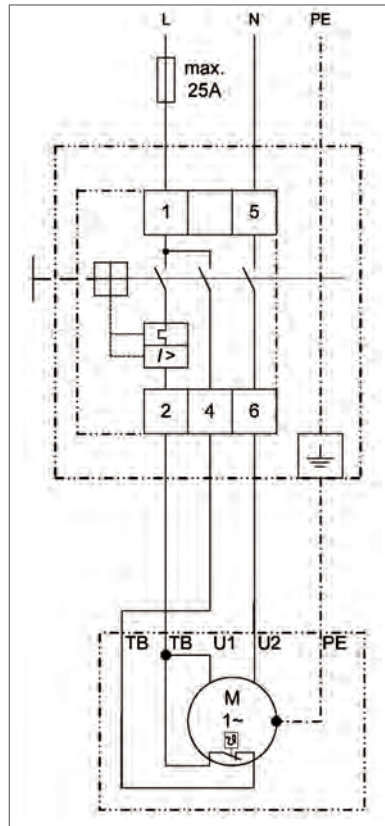 L N PE
max.
25A
1 5
I >
2 4 6
TB TB U1 U2 PE
M
1~
ϑ